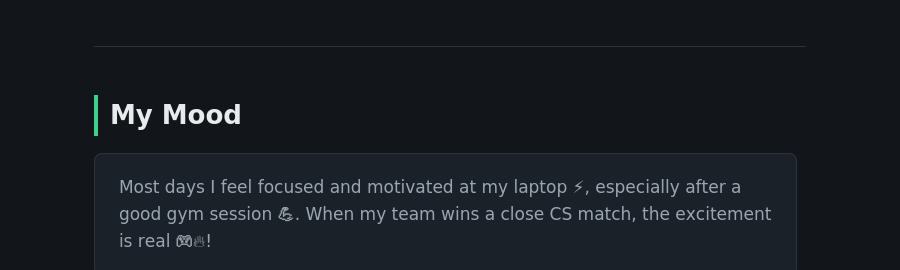 My Mood
Most days I feel focused and motivated at my laptop ⚡, especially after a
good gym session 💪. When my team wins a close CS match, the excitement
is real 🎮🔥!